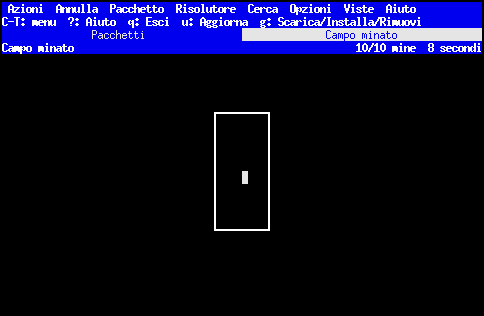 Azioni Annulla Pacchetto Risolutore Cerca Opzioni Viste Aiuto
C-T: menu ?: Aiuto q: Esci u: Aggiorna g: Scarica/Installa/Rimuovi
Pacchetti Campo minato
Campo minato 10/10 mine 8 secondi